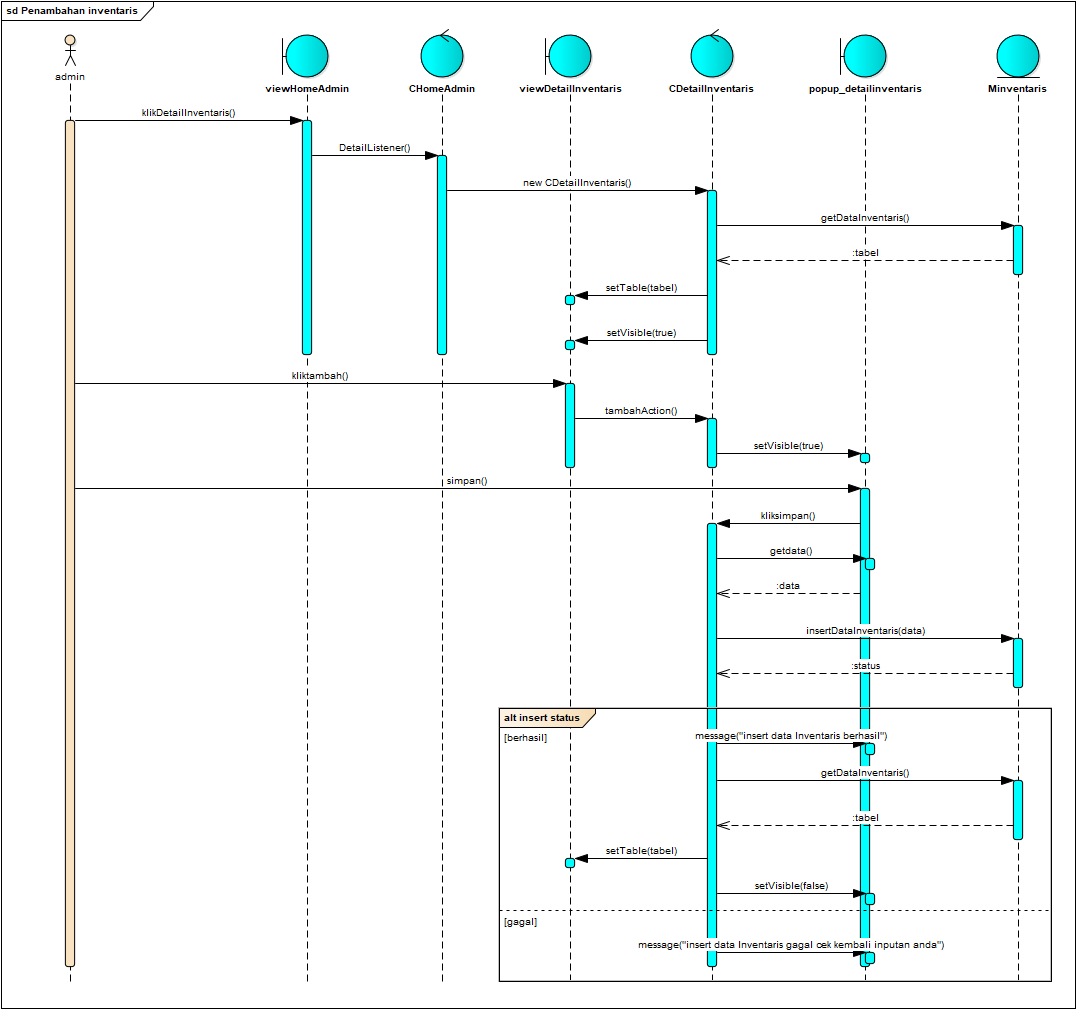 sd Penambahan inventaris
admin
viewHomeAdmin
CHomeAdmin
viewDetailInventaris
CDetailInventaris
popup_detailinventaris
Minventaris
klikDetailInventaris()
DetailListener()
new CDetailInventaris()
getDataInventaris()
:tabel
setTable(tabel)
setVisible(true)
kliktambah()
tambahAction()
setVisible(true)
simpan()
kliksimpan()
getdata()
:data
insertDataInventaris(data)
:status
alt insert status
[berhasil]
message("insert data Inventaris berhasil")
getDataInventaris()
:tabel
setTable(tabel)
setVisible(false)
[gagal]
message("insert data Inventaris gagal cek kembali inputan anda")